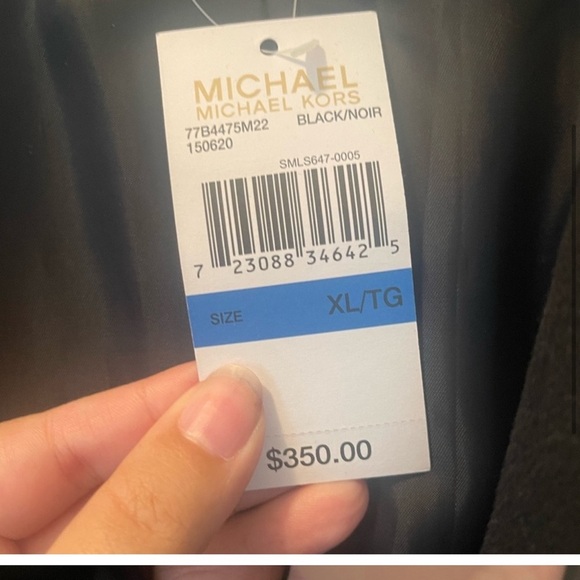 MICHAEL
MICHAEL KORS
77B4475M22 BLACK/NOIR
150620
SMLS647-0005
7 23088 34642 5
SIZE XL/TG
$350.00